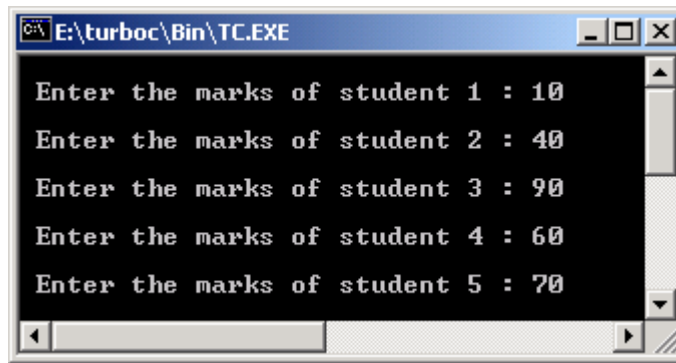 E:\turboc\Bin\TC.EXE
Enter the marks of student 1 : 10
Enter the marks of student 2 : 40
Enter the marks of student 3 : 90
Enter the marks of student 4 : 60
Enter the marks of student 5 : 70